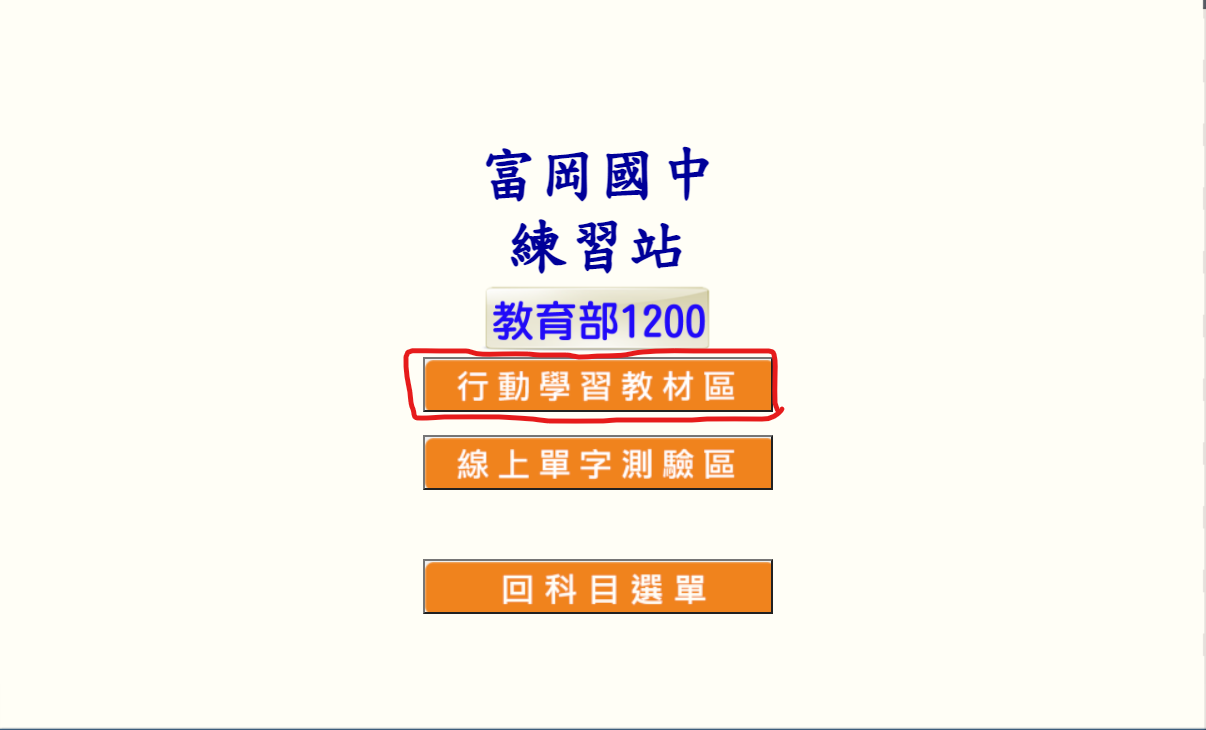 富岡國中
練習站
教育部1200
行動學習教材區
線上單字測驗區
回科目選單